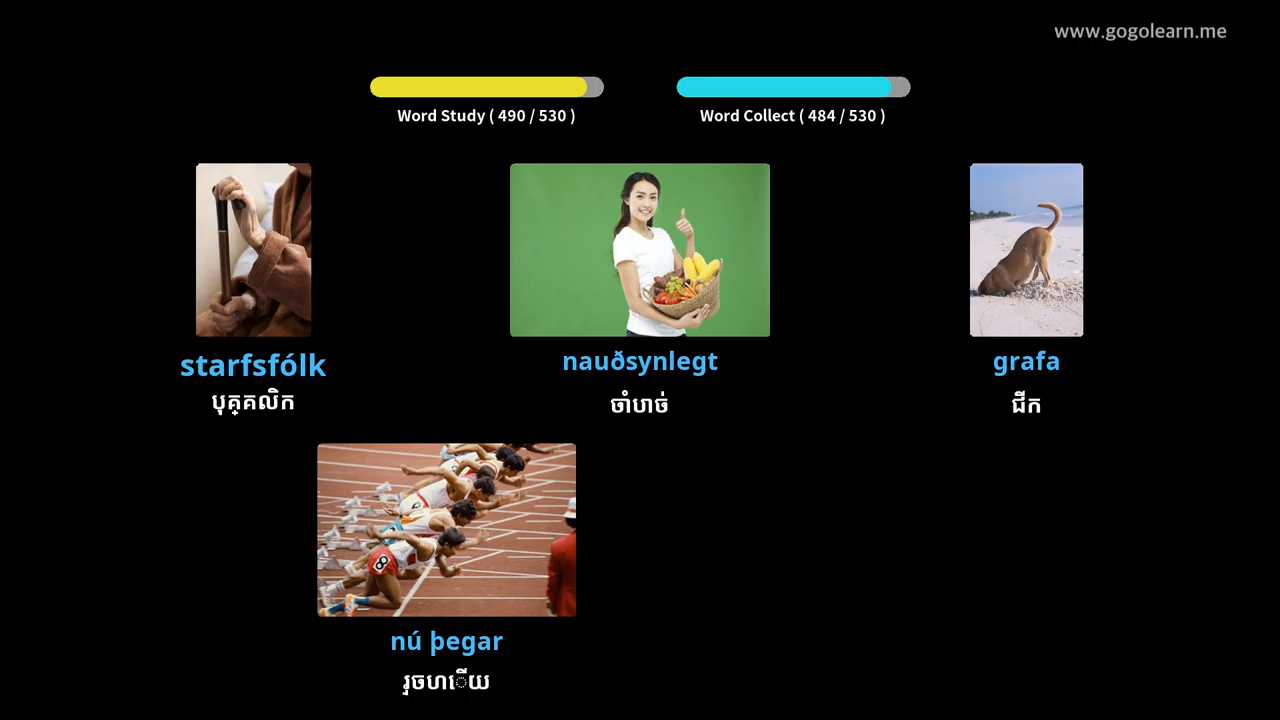 www.gogolearn.me
Word Study ( 490 / 530 )
Word Collect ( 484 / 530 )
starfsfólk
បុគ្គលិក
nauðsynlegt
ចាំបាច់
grafa
ជីក
nú þegar
រួចហើយ
8